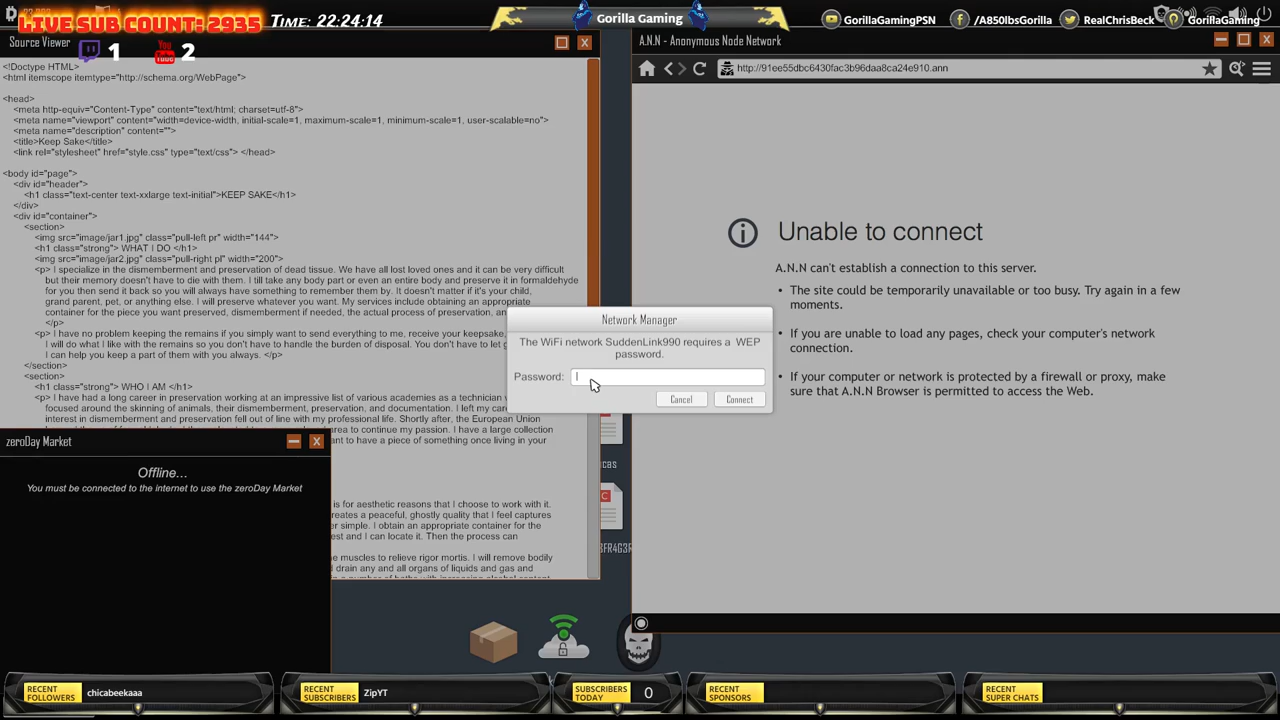 LIVE SUB COUNT: 2935
TIME: 22:24:14
Gorilla Gaming
GorillaGamingPSN
/A850lbsGorilla
RealChrisBeck
GorillaGaming
Source Viewer
1
You
2
<!Doctype HTML>
<html itemscope itemtype="http://schema.org/WebPage">
<head>
<meta http-equiv="Content-Type" content="text/html; charset=utf-8">
<meta name="viewport" content="width=device-width, initial-scale=1, maximum-scale=1, minimum-scale=1, user-scalable=no">
<meta name="description" content="">
<title>Keep Sake</title>
<link rel="stylesheet" href="style.css" type="text/css"> </head>
<body id="page">
<div id="header">
<h1 class="text-center text-xxlarge text-initial">KEEP SAKE</h1>
</div>
<div id="container">
<section>
<img src="image/jar1.jpg" class="pull-left pr" width="144">
<h1 class="strong"> WHAT I DO </h1>
<img src="image/jar2.jpg" class="pull-right pl" width="200">
<p> I specialize in the dismemberment and preservation of dead tissue. We have all lost loved ones and it can be very difficult
but their memory doesn't have to die with them. I till take any body part or even an entire body and preserve it in formaldehyde
for you then send it back so you will always have something to remember them by. It doesn't matter if it's your child,
grand parent, pet, or anything else. I will preserve whatever you want. My services include obtaining an appropriate
container for the piece you want preserved, dismemberment if needed, the actual process of preservation, an
</p>
<p> I have no problem keeping the remains if you simply want to send everything to me, receive your keepsake,
I will do what I like with the remains so you don't have to handle the burden of disposal. You don't have to let g
I can help you keep a part of them with you always. </p>
</section>
<section>
<h1 class="strong"> WHO I AM </h1>
<p> I have had a long career in preservation working at an impressive list of various academies as a technician
focused around the skinning of animals, their dismemberment, preservation, and documentation. I left my car
interest in dismemberment and preservation fell out of line with my professional life. Shortly after, the European Union
area to continue my passion. I have a large collection
ant to have a piece of something once living in your
is for aesthetic reasons that I choose to work with it.
eates a peaceful, ghostly quality that I feel captures
er simple. I obtain an appropriate container for the
est and I can locate it. Then the process can
e muscles to relieve rigor mortis. I will remove bodily
d drain any and all organs of liquids and gas and
A.N.N - Anonymous Node Network
http://91ee55dbc6430fac3b96daa8ca24e910.ann
Unable to connect
A.N.N can't establish a connection to this server.
• The site could be temporarily unavailable or too busy. Try again in a few
moments.
• If you are unable to load any pages, check your computer's network
connection.
• If your computer or network is protected by a firewall or proxy, make
sure that A.N.N Browser is permitted to access the Web.
Network Manager
The WiFi network SuddenLink990 requires a WEP
password.
Password:
Cancel
Connect
zeroDay Market
Offline...
You must be connected to the internet to use the zeroDay Market
cas
C
FR4G3R
RECENT
FOLLOWERS
chicabeekaaa
RECENT
SUBSCRIBERS
ZipYT
SUBSCRIBERS
TODAY
0
RECENT
SPONSORS
RECENT
SUPER CHATS